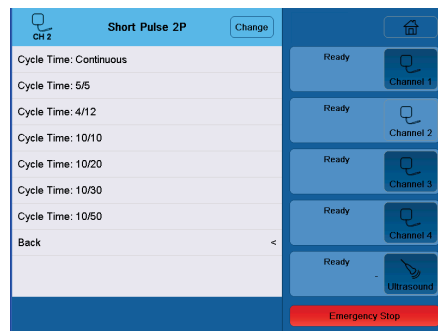 CH 2
Short Pulse 2P
Change
Cycle Time: Continuous
Cycle Time: 5/5
Cycle Time: 4/12
Cycle Time: 10/10
Cycle Time: 10/20
Cycle Time: 10/30
Cycle Time: 10/50
Back <
Ready
Channel 1
Ready
Channel 2
Ready
Channel 3
Ready
Channel 4
Ready
-
Ultrasound
Emergency Stop